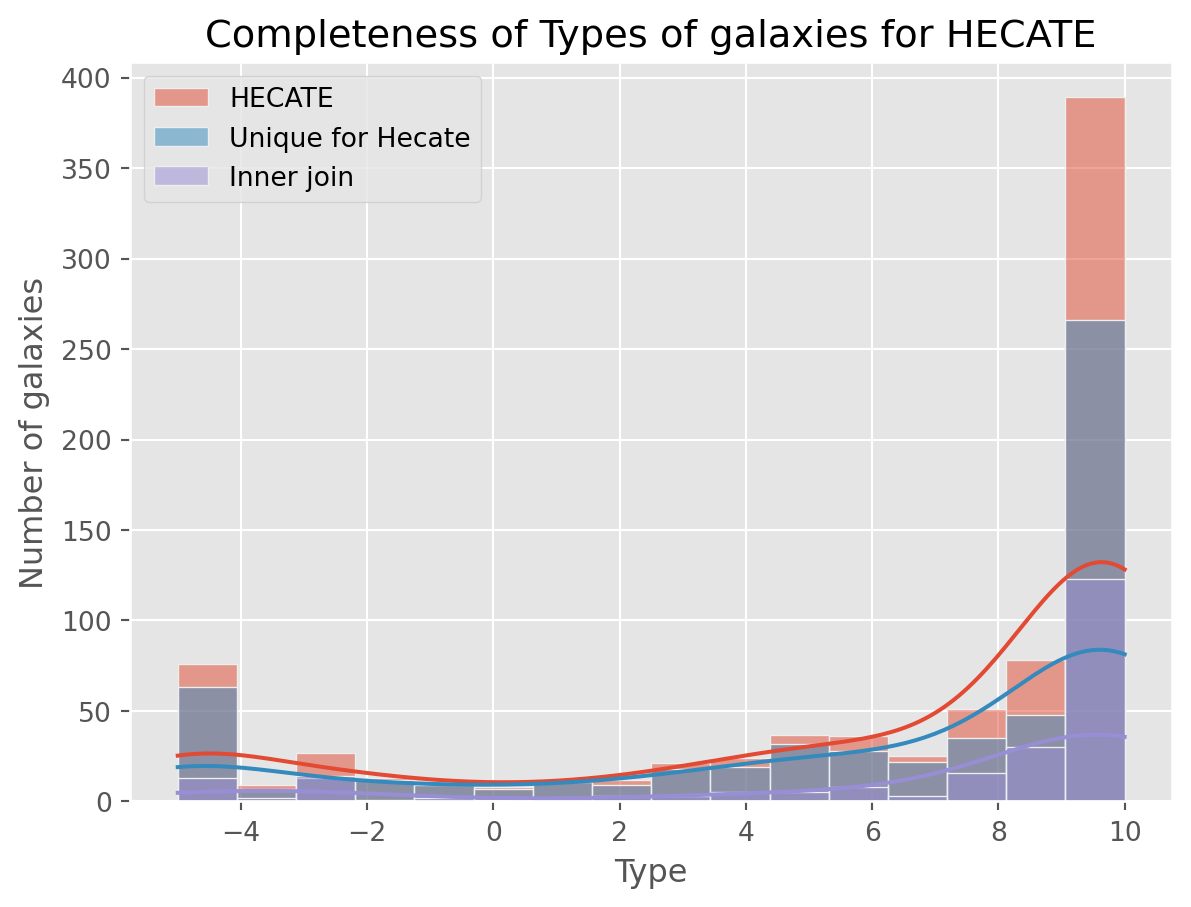 Completeness of Types of galaxies for HECATE
HECATE
Unique for Hecate
Inner join
Number of galaxies
400
350
300
250
200
150
100
50
0
−4
−2
0
2
4
6
8
10
Type